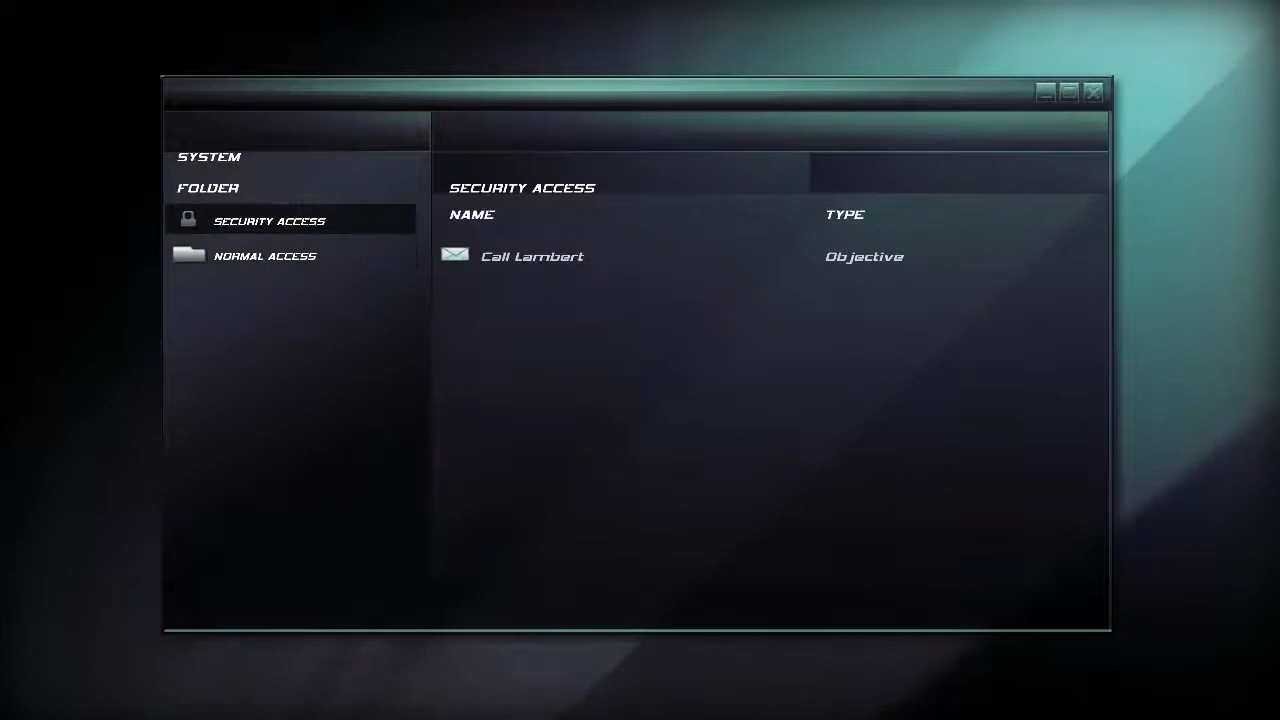 SYSTEM
FOLDER
SECURITY ACCESS
NORMAL ACCESS
SECURITY ACCESS
NAME TYPE
Call Lambert Objective